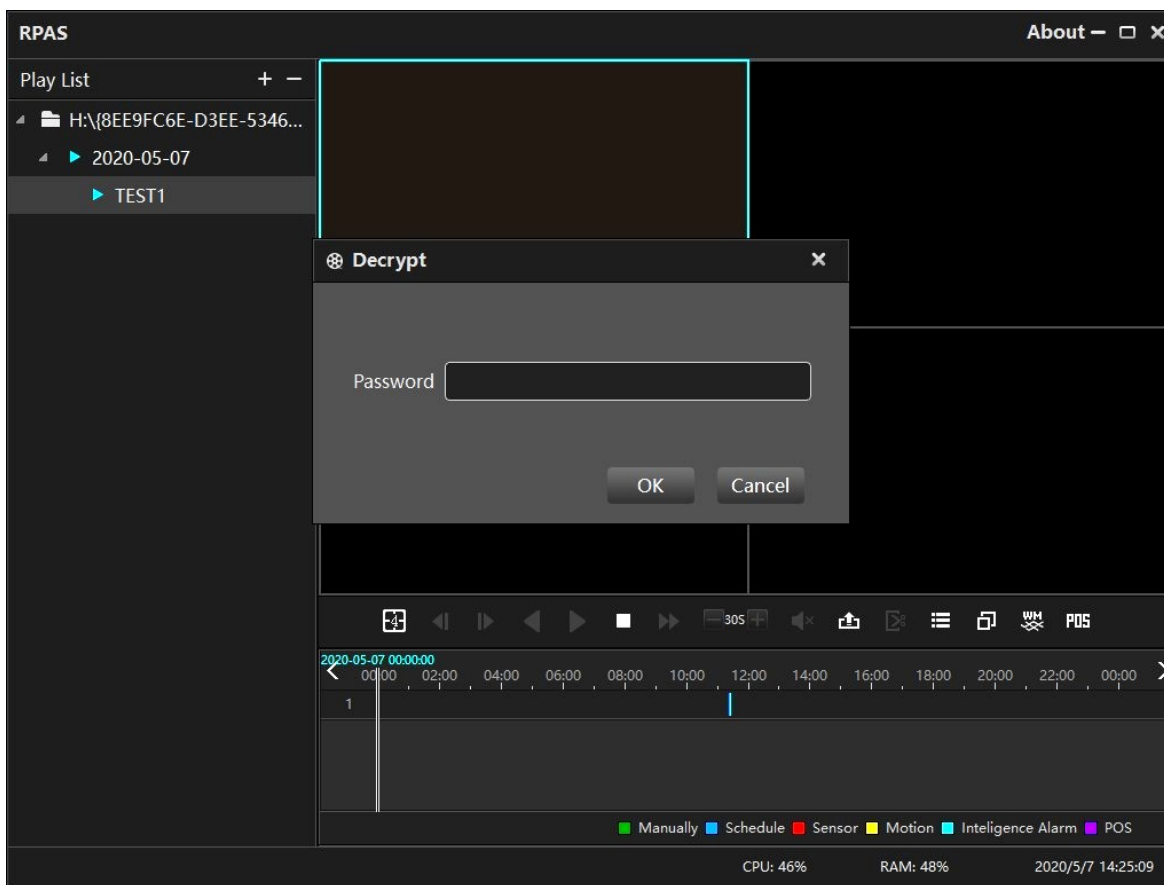 RPAS
About
Play List
H:\{8EE9FC6E-D3EE-5346...
2020-05-07
TEST1
Decrypt
Password
OK Cancel
4 30S WM POS
2020-05-07 00:00:00
00:00 02:00 04:00 06:00 08:00 10:00 12:00 14:00 16:00 18:00 20:00 22:00 00:00
1
Manually Schedule Sensor Motion Inteligence Alarm POS
CPU: 46% RAM: 48% 2020/5/7 14:25:09